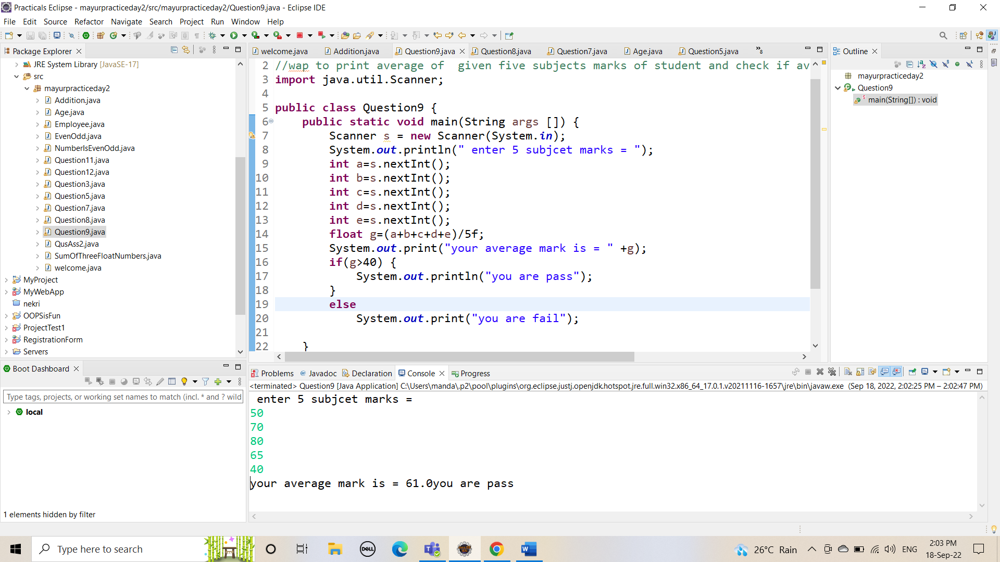 Practicals Eclipse - mayurpracticeday2/src/mayurpracticeday2/Question9.java - Eclipse IDE
File Edit Source Refactor Navigate Search Project Run Window Help
Package Explorer
JRE System Library [JavaSE-17]
src
mayurpracticeday2
Addition.java
Age.java
Employee.java
EvenOdd.java
NumberIsEvenOdd.java
Question11.java
Question12.java
Question3.java
Question5.java
Question7.java
Question8.java
Question9.java
QusAss2.java
SumOfThreeFloatNumbers.java
welcome.java
MyProject
MyWebApp
nekri
OOPSisFun
ProjectTest1
RegistrationForm
Servers
welcome.java Addition.java Question9.java Question8.java Question7.java Age.java Question5.java »8
2 //wap to print average of  given five subjects marks of student and check if av
3 import java.util.Scanner;
4
5 public class Question9 {
6     public static void main(String args []) {
7         Scanner s = new Scanner(System.in);
8         System.out.println(" enter 5 subjcet marks = ");
9         int a=s.nextInt();
10         int b=s.nextInt();
11         int c=s.nextInt();
12         int d=s.nextInt();
13         int e=s.nextInt();
14         float g=(a+b+c+d+e)/5f;
15         System.out.print("your average mark is = " +g);
16         if(g>40) {
17             System.out.println("you are pass");
18         }
19         else
20             System.out.print("you are fail");
21
22     }
Outline
mayurpracticeday2
Question9
main(String[]) : void
Boot Dashboard
Type tags, projects, or working set names to match (incl. * and ? wild
local
1 elements hidden by filter
Problems Javadoc Declaration Console Progress
<terminated> Question9 [Java Application] C:\Users\manda\.p2\pool\plugins\org.eclipse.justj.openjdk.hotspot.jre.full.win32.x86_64_17.0.1.v20211116-1657\jre\bin\javaw.exe (Sep 18, 2022, 2:02:25 PM – 2:02:47 PM)
enter 5 subjcet marks =
50
70
80
65
40
your average mark is = 61.0you are pass
Type here to search
DELL
26°C Rain
ENG
2:03 PM
18-Sep-22